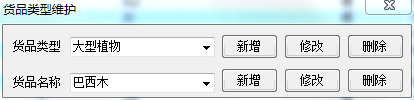 货品类型维护
货品类型 大型植物 新增 修改 删除
货品名称 巴西木 新增 修改 删除